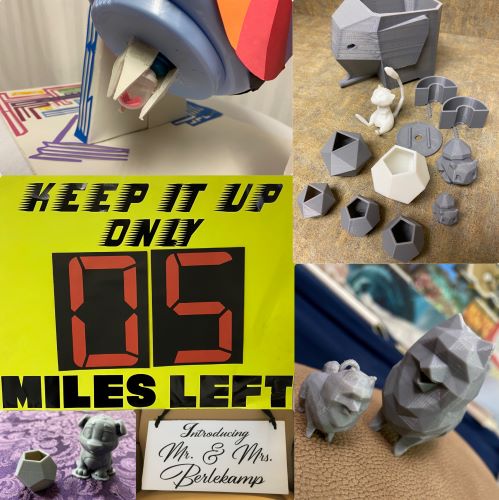 KEEP IT UP
ONLY
05
MILES LEFT
Introducing
Mr. & Mrs.
Berlekamp